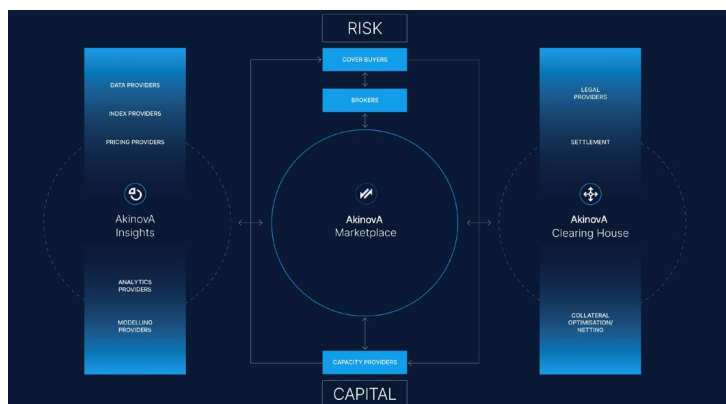 RISK
COVER BUYERS
BROKERS
DATA PROVIDERS
INDEX PROVIDERS
PRICING PROVIDERS
AkinovA
Insights
ANALYTICS
PROVIDERS
MODELLING
PROVIDERS
AkinovA
Marketplace
LEGAL
PROVIDERS
SETTLEMENT
AkinovA
Clearing House
COLLATERAL
OPTIMISATION/
NETTING
CAPACITY PROVIDERS
CAPITAL